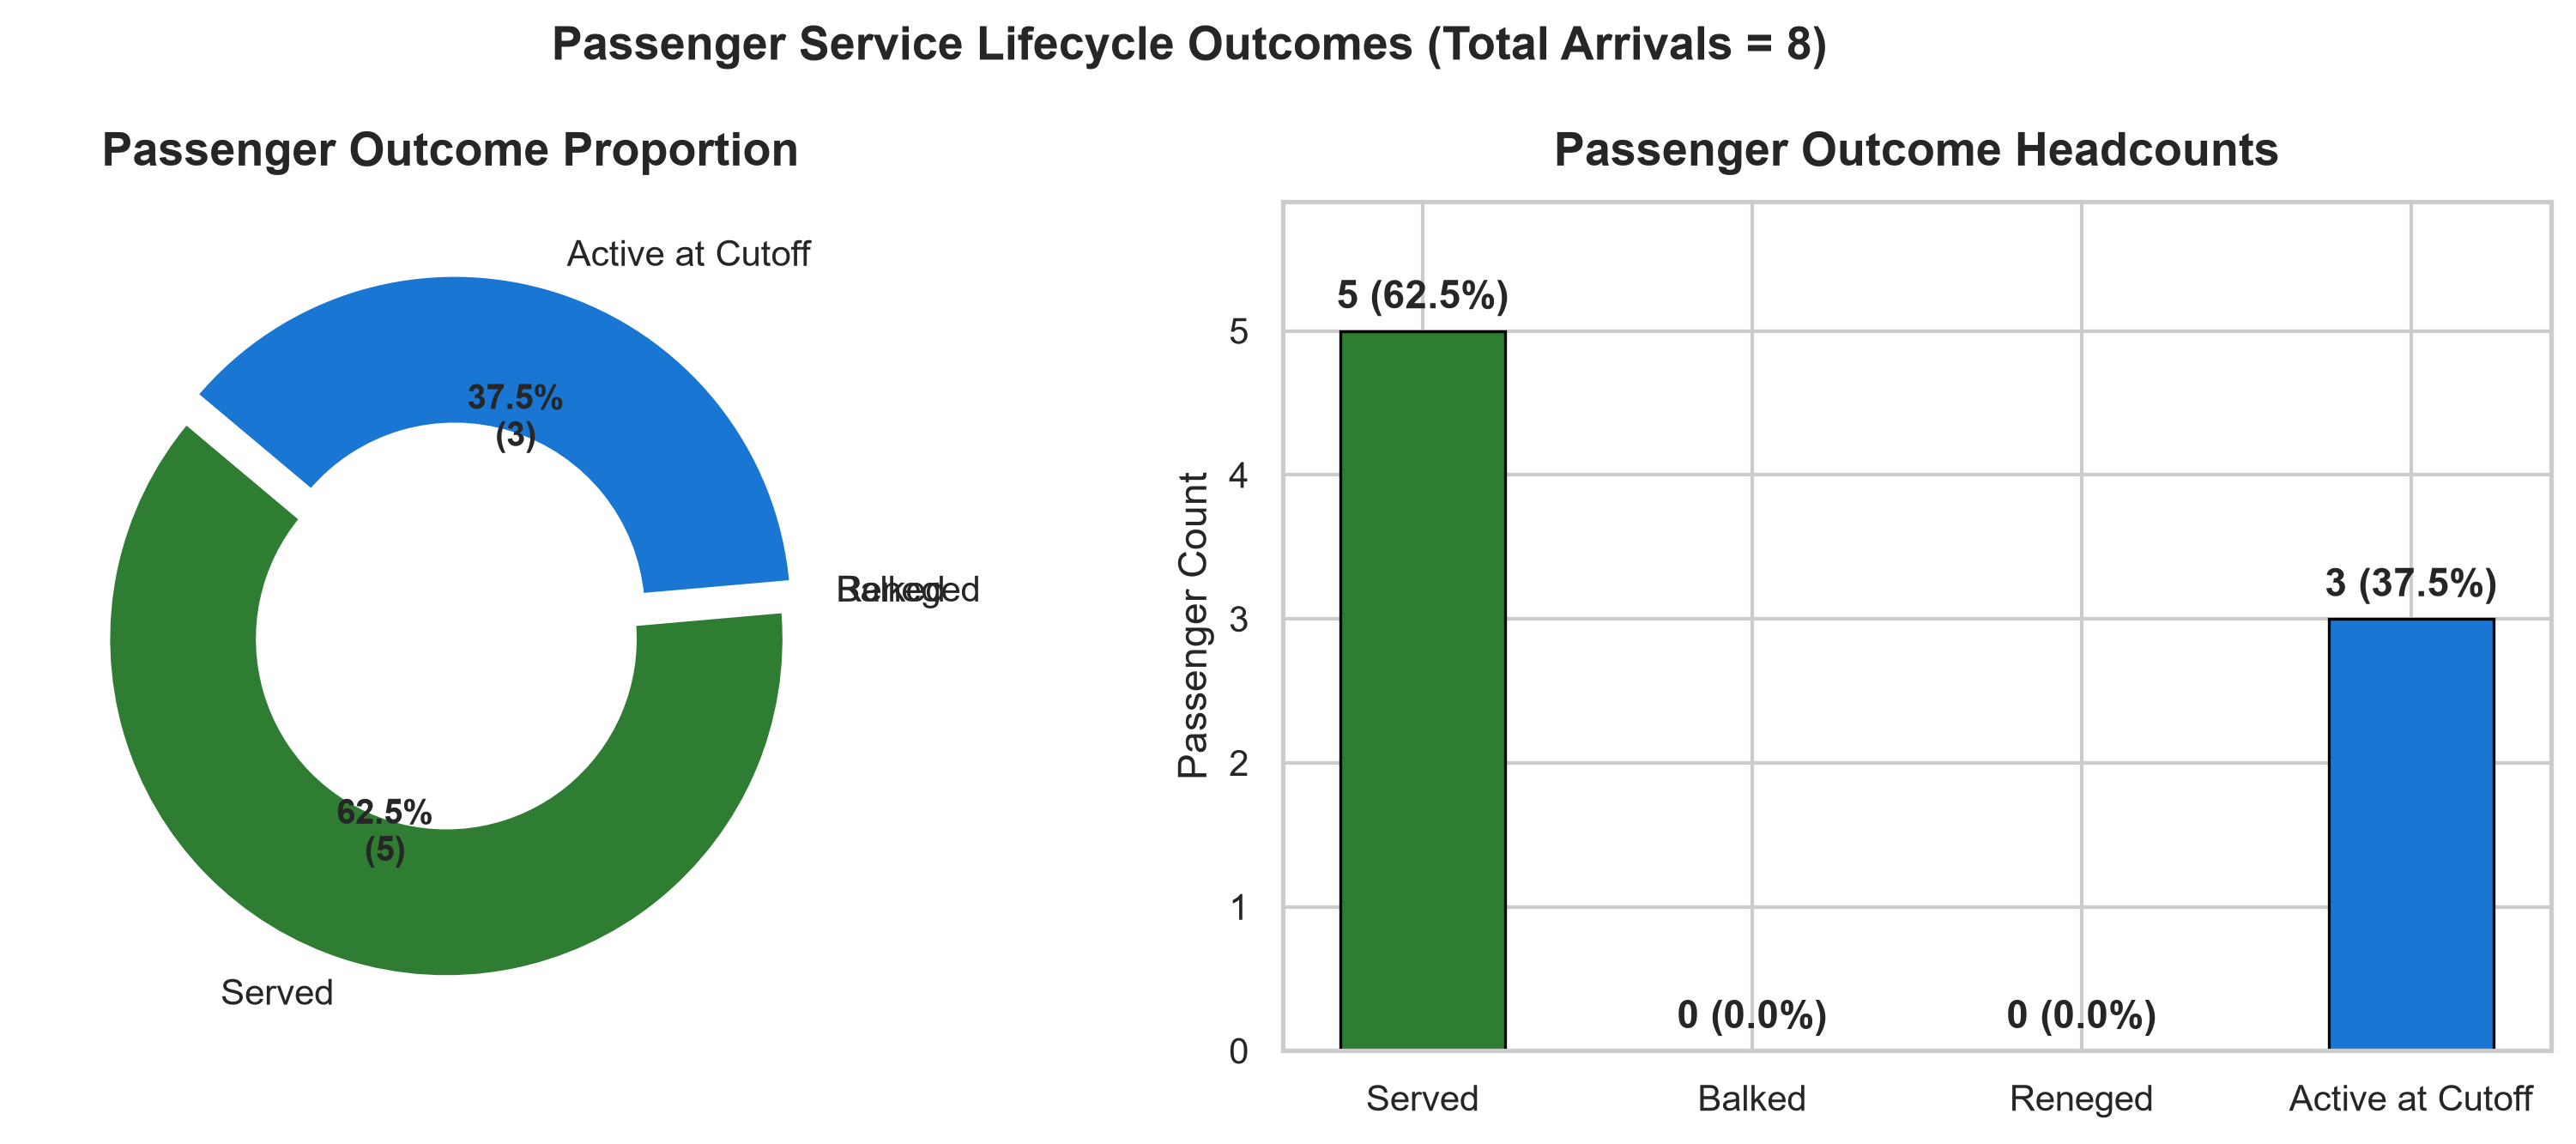 Passenger Service Lifecycle Outcomes (Total Arrivals = 8)
Passenger Outcome Proportion
Active at Cutoff
37.5%
(3)
Balked
Reneged
62.5%
(5)
Served
Passenger Outcome Headcounts
Passenger Count
5
4
3
2
1
0
5 (62.5%)
0 (0.0%)
0 (0.0%)
3 (37.5%)
Served
Balked
Reneged
Active at Cutoff